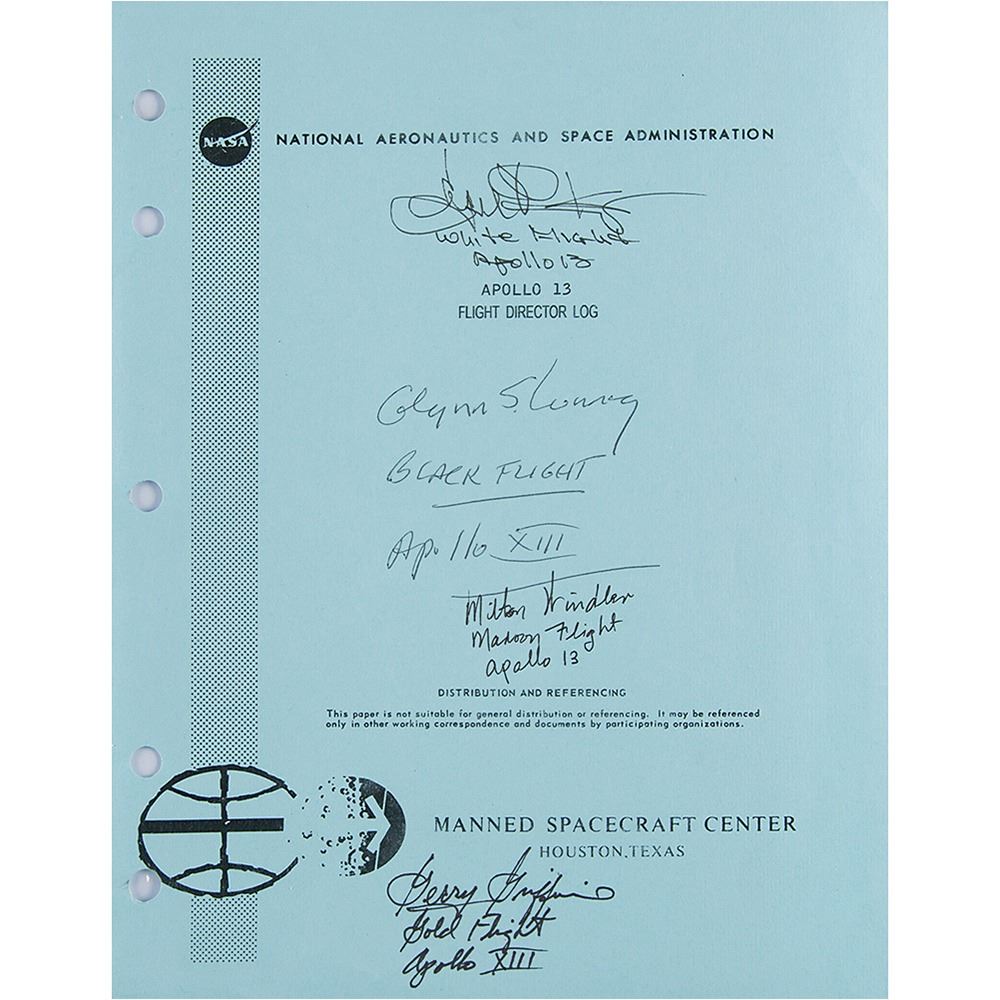 NASA
NATIONAL AERONAUTICS AND SPACE ADMINISTRATION
White Flight
Apollo 13
APOLLO 13
FLIGHT DIRECTOR LOG
Glynn S. Lunney
BLACK FLIGHT
Apollo XIII
Milton Windler
Maroon Flight
Apollo 13
DISTRIBUTION AND REFERENCING
This paper is not suitable for general distribution or referencing. It may be referenced
only in other working correspondence and documents by participating organizations.
MANNED SPACECRAFT CENTER
HOUSTON, TEXAS
Gerry Griffin
Gold Flight
Apollo XIII